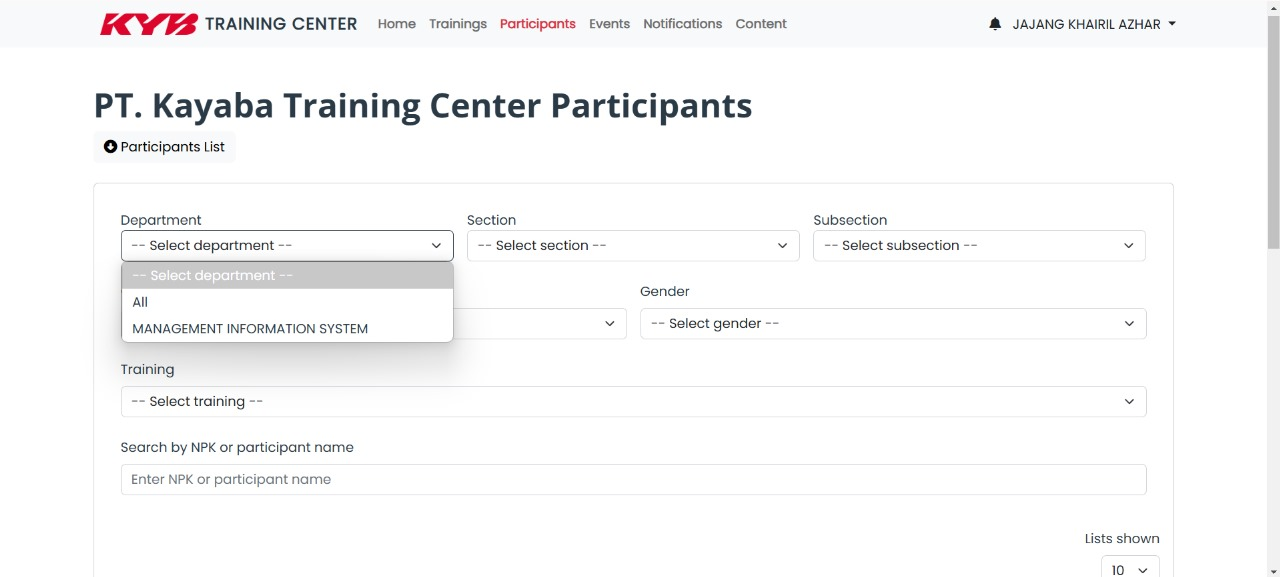 KYB TRAINING CENTER Home Trainings Participants Events Notifications Content JAJANG KHAIRIL AZHAR
PT. Kayaba Training Center Participants
Participants List
Department Section Subsection
-- Select department -- -- Select section -- -- Select subsection --
-- Select department --
All
MANAGEMENT INFORMATION SYSTEM
Gender
-- Select gender --
Training
-- Select training --
Search by NPK or participant name
Enter NPK or participant name
Lists shown
10